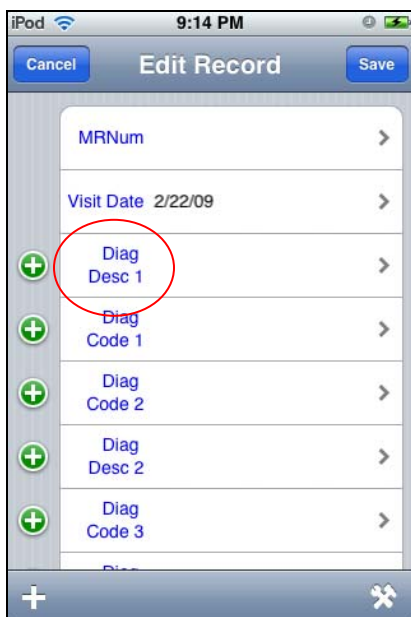 iPod 9:14 PM
Cancel Edit Record Save
MRNum
Visit Date 2/22/09
Diag
Desc 1
Diag
Code 1
Diag
Code 2
Diag
Desc 2
Diag
Code 3
Diag